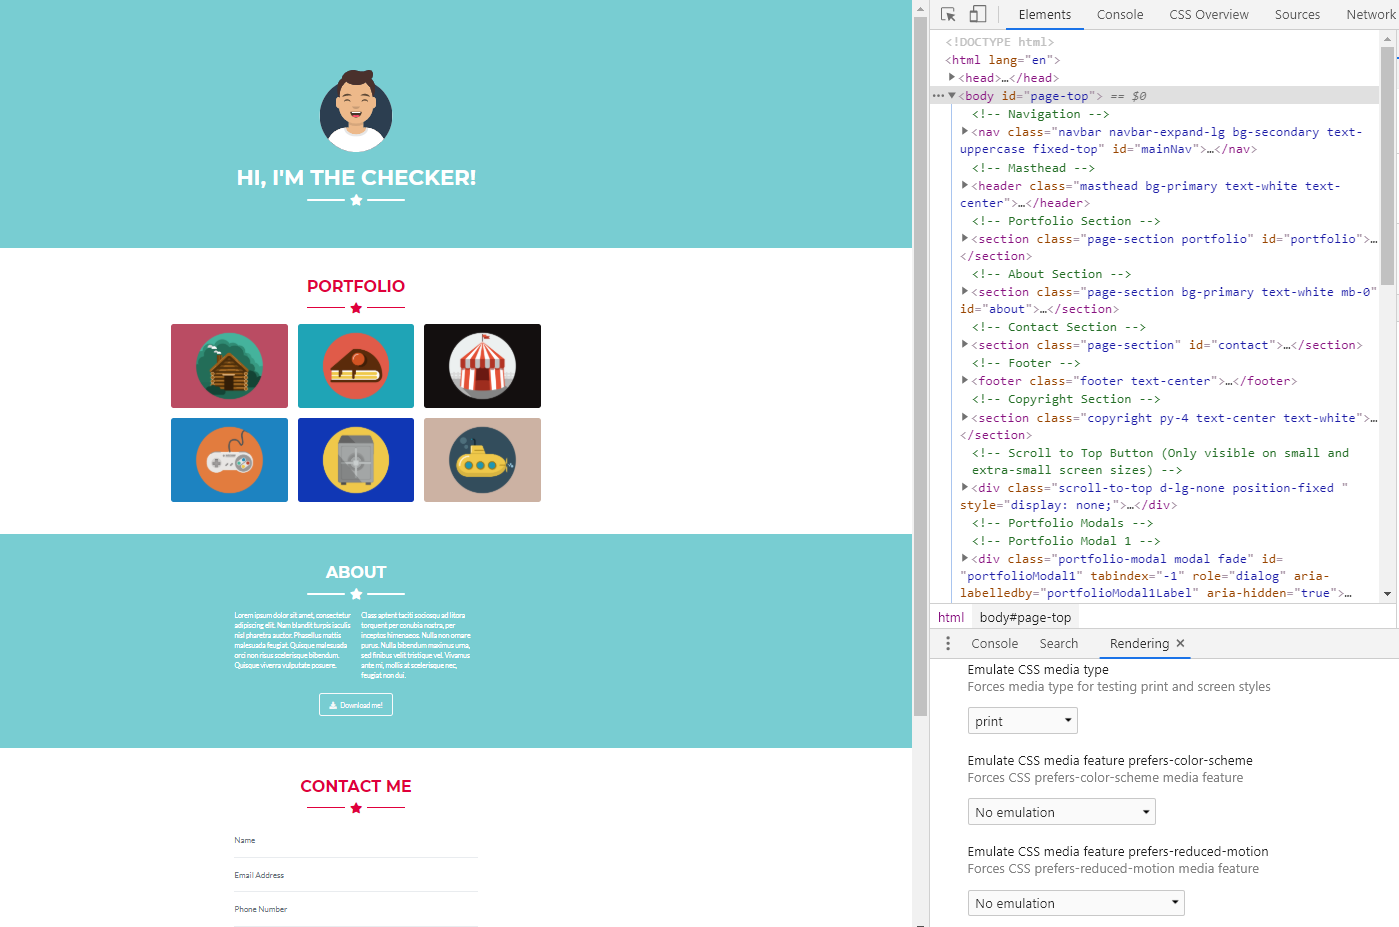 HI, I'M THE CHECKER!
PORTFOLIO
ABOUT
Lorem ipsum dolor sit amet, consectetur
adipiscing elit. Nam blandit turpis iaculis
nisl pharetra auctor. Phasellus mattis
malesuada feugiat. Quisque malesuada
orci non risus scelerisque bibendum.
Quisque viverra vulputate posuere.
Class aptent taciti sociosqu ad litora
torquent per conubia nostra, per
inceptos himenaeos. Nulla non ornare
purus. Nulla bibendum maximus urna,
sed finibus velit tristique vel. Vivamus
ante mi, mollis at scelerisque nec,
feugiat non dui.
Download me!
CONTACT ME
Name
Email Address
Phone Number
Elements Console CSS Overview Sources Network
<!DOCTYPE html>
<html lang="en">
<head>…</head>
<body id="page-top"> == $0
<!-- Navigation -->
<nav class="navbar navbar-expand-lg bg-secondary text-
uppercase fixed-top" id="mainNav">…</nav>
<!-- Masthead -->
<header class="masthead bg-primary text-white text-
center">…</header>
<!-- Portfolio Section -->
<section class="page-section portfolio" id="portfolio">…
</section>
<!-- About Section -->
<section class="page-section bg-primary text-white mb-0"
id="about">…</section>
<!-- Contact Section -->
<section class="page-section" id="contact">…</section>
<!-- Footer -->
<footer class="footer text-center">…</footer>
<!-- Copyright Section -->
<section class="copyright py-4 text-center text-white">…
</section>
<!-- Scroll to Top Button (Only visible on small and
extra-small screen sizes) -->
<div class="scroll-to-top d-lg-none position-fixed "
style="display: none;">…</div>
<!-- Portfolio Modals -->
<!-- Portfolio Modal 1 -->
<div class="portfolio-modal modal fade" id=
"portfolioModal1" tabindex="-1" role="dialog" aria-
labelledby="portfolioModal1Label" aria-hidden="true">…
html body#page-top
Console Search Rendering
Emulate CSS media type
Forces media type for testing print and screen styles
print
Emulate CSS media feature prefers-color-scheme
Forces CSS prefers-color-scheme media feature
No emulation
Emulate CSS media feature prefers-reduced-motion
Forces CSS prefers-reduced-motion media feature
No emulation